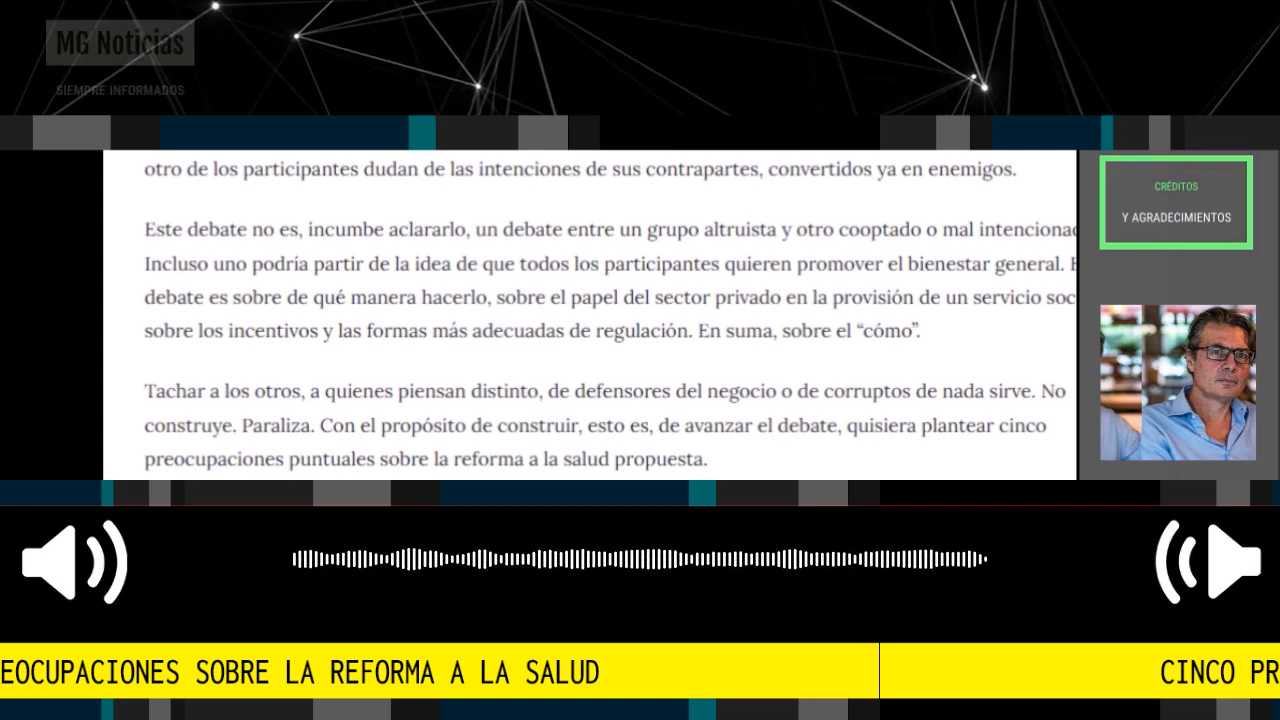 MG Noticias
SIEMPRE INFORMADOS
otro de los participantes dudan de las intenciones de sus contrapartes, convertidos ya en enemigos.
Este debate no es, incumbe aclararlo, un debate entre un grupo altruista y otro cooptado o mal intencionad
Incluso uno podría partir de la idea de que todos los participantes quieren promover el bienestar general. E
debate es sobre de qué manera hacerlo, sobre el papel del sector privado en la provisión de un servicio soc
sobre los incentivos y las formas más adecuadas de regulación. En suma, sobre el “cómo”.
Tachar a los otros, a quienes piensan distinto, de defensores del negocio o de corruptos de nada sirve. No
construye. Paraliza. Con el propósito de construir, esto es, de avanzar el debate, quisiera plantear cinco
preocupaciones puntuales sobre la reforma a la salud propuesta.
CRÉDITOS
Y AGRADECIMIENTOS
EOCUPACIONES SOBRE LA REFORMA A LA SALUD
CINCO PR